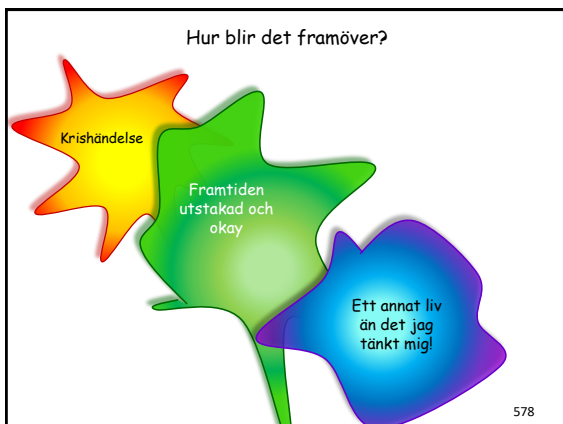 Hur blir det framöver?
Krishändelse
Framtiden
utstakad och
okay
Ett annat liv
än det jag
tänkt mig!
578